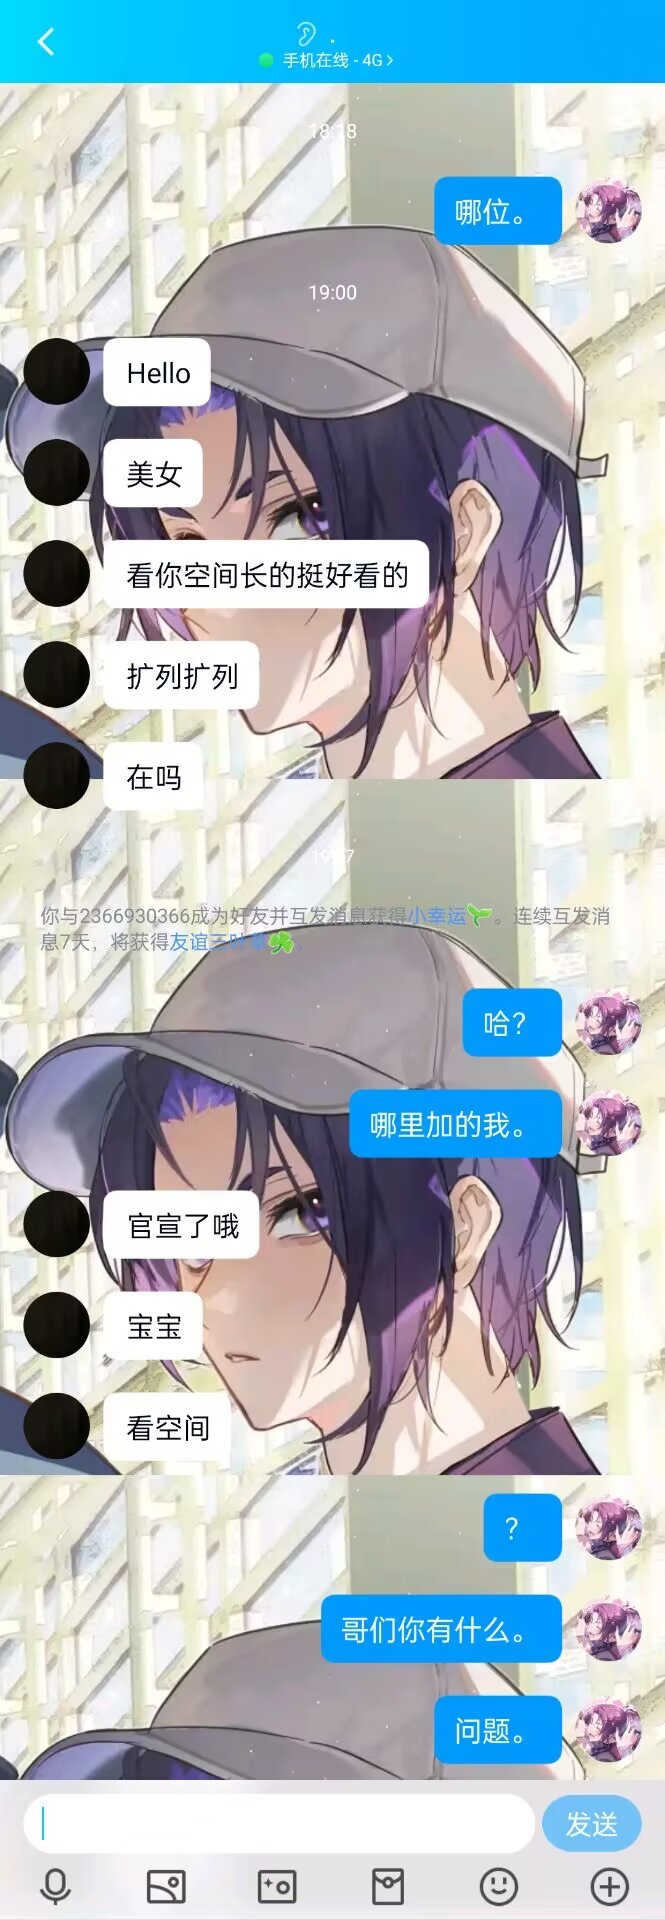 手机在线 - 4G
18:18
哪位。
19:00
Hello
美女
看你空间长的挺好看的
扩列扩列
在吗
你与2366930366成为好友并互发消息获得小幸运。连续互发消
息7天，将获得友谊三叶草
哈？
哪里加的我。
官宣了哦
宝宝
看空间
？
哥们你有什么。
问题。
发送